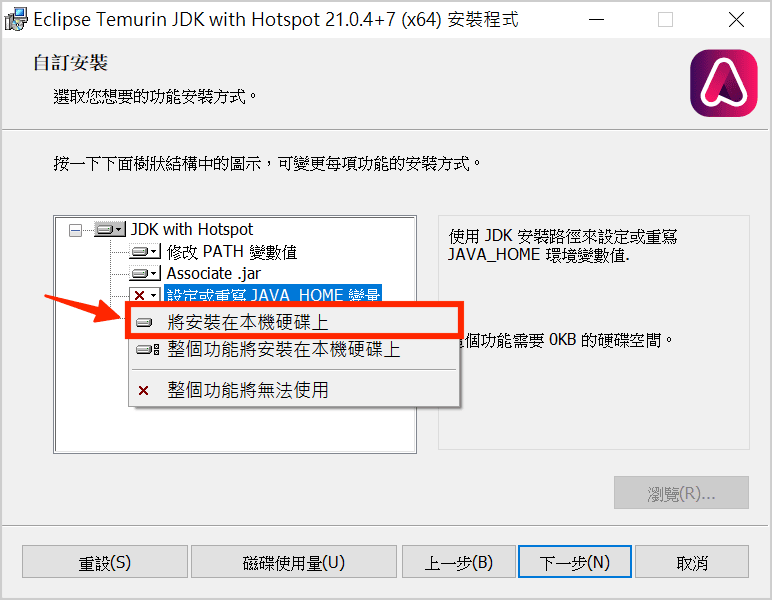 Eclipse Temurin JDK with Hotspot 21.0.4+7 (x64) 安裝程式
自訂安裝
選取您想要的功能安裝方式。
按一下下面樹狀結構中的圖示，可變更每項功能的安裝方式。
JDK with Hotspot
修改 PATH 變數值
Associate .jar
設定或重寫 JAVA_HOME 變量
將安裝在本機硬碟上
整個功能將安裝在本機硬碟上
整個功能將無法使用
使用 JDK 安裝路徑來設定或重寫
JAVA_HOME 環境變數值.
個功能需要 0KB 的硬碟空間。
瀏覽(R)...
重設(S)
磁碟使用量(U)
上一步(B)
下一步(N)
取消